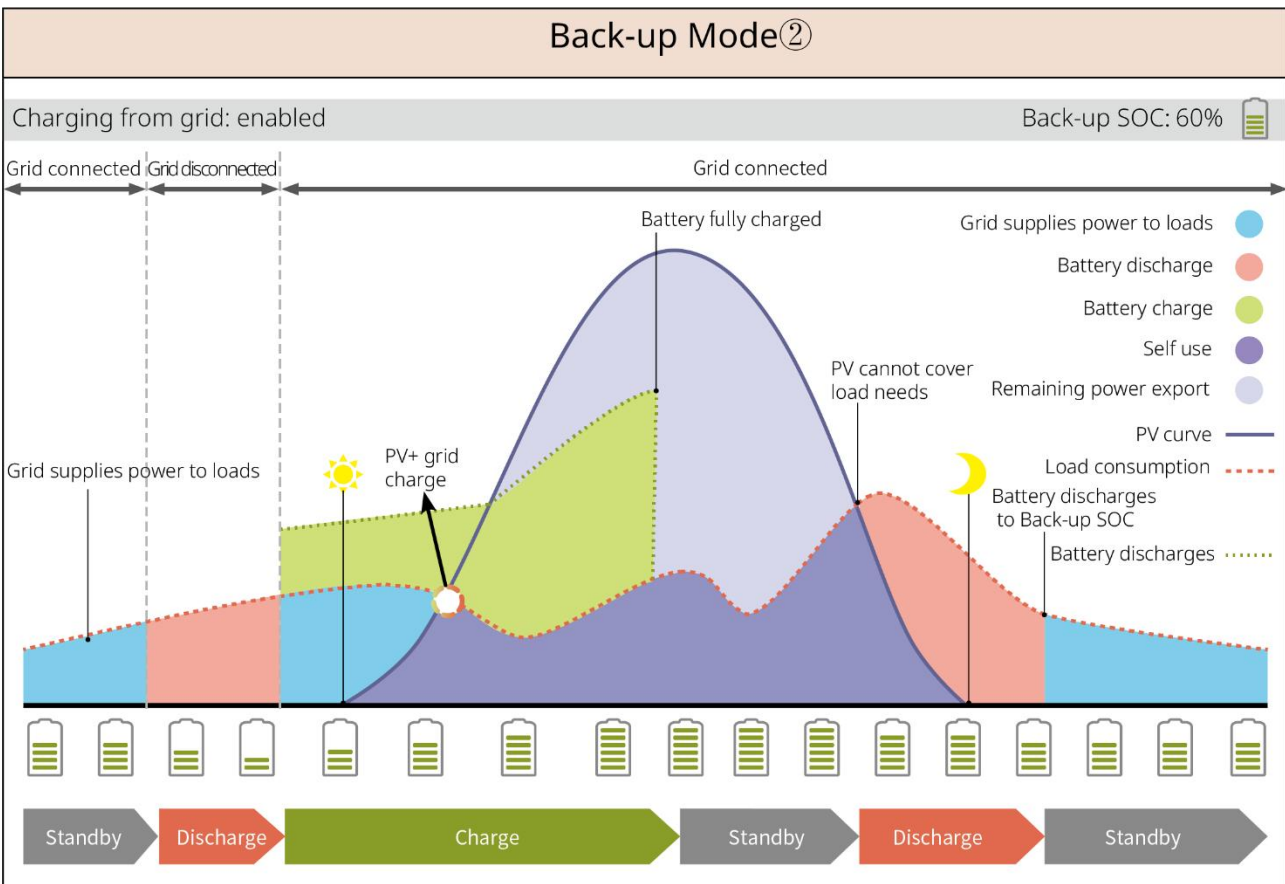 Back-up Mode②
Charging from grid: enabled
Back-up SOC: 60%
Grid connected
Grid disconnected
Grid connected
Battery fully charged
Grid supplies power to loads
Battery discharge
Battery charge
Self use
Remaining power export
PV curve
Load consumption
Battery discharges
PV cannot cover
load needs
PV+ grid
charge
Grid supplies power to loads
Battery discharges
to Back-up SOC
Standby
Discharge
Charge
Standby
Discharge
Standby